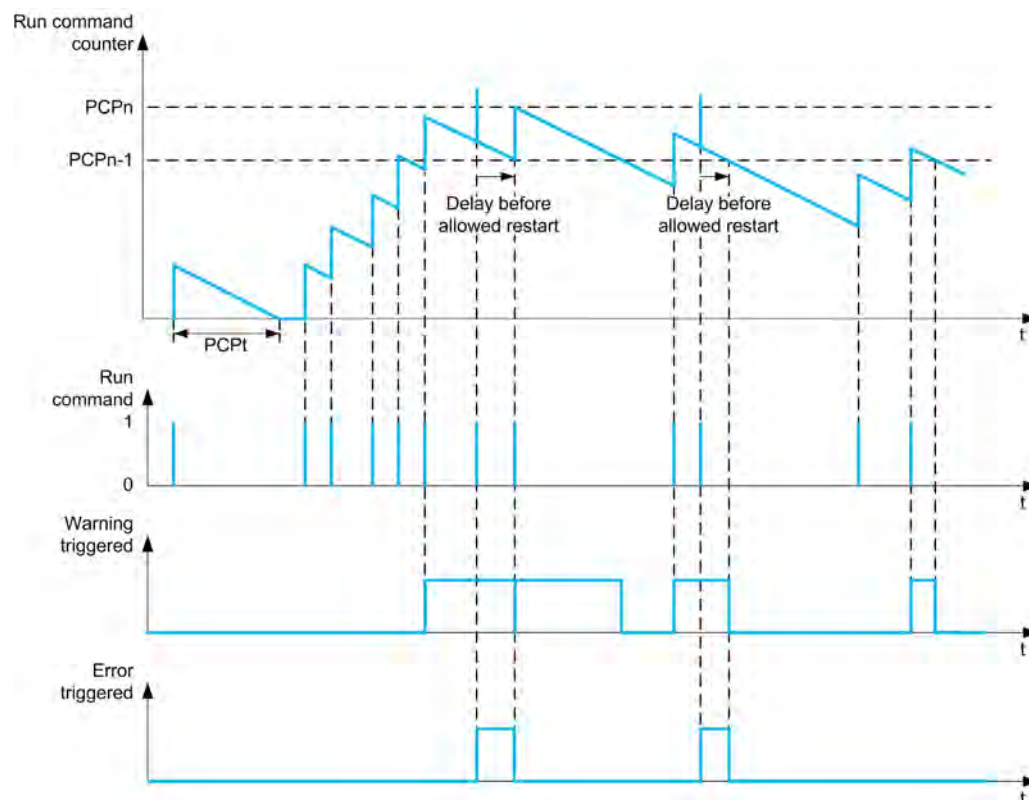 Run command
counter
PCPn
PCPn-1
Delay before
allowed restart
Delay before
allowed restart
PCPt
t
Run
command
1
0
t
Warning
triggered
t
Error
triggered
t